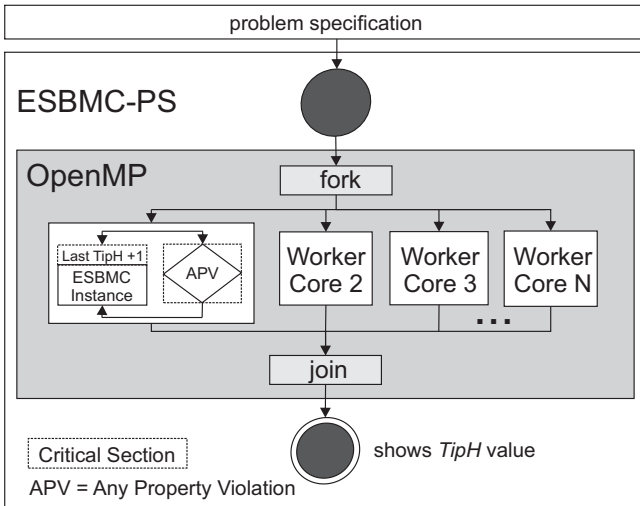 problem specification
ESBMC-PS
OpenMP
fork
Last TipH +1
ESBMC
Instance
APV
Worker
Core 2
Worker
Core 3
Worker
Core N
...
join
shows TipH value
Critical Section
APV = Any Property Violation